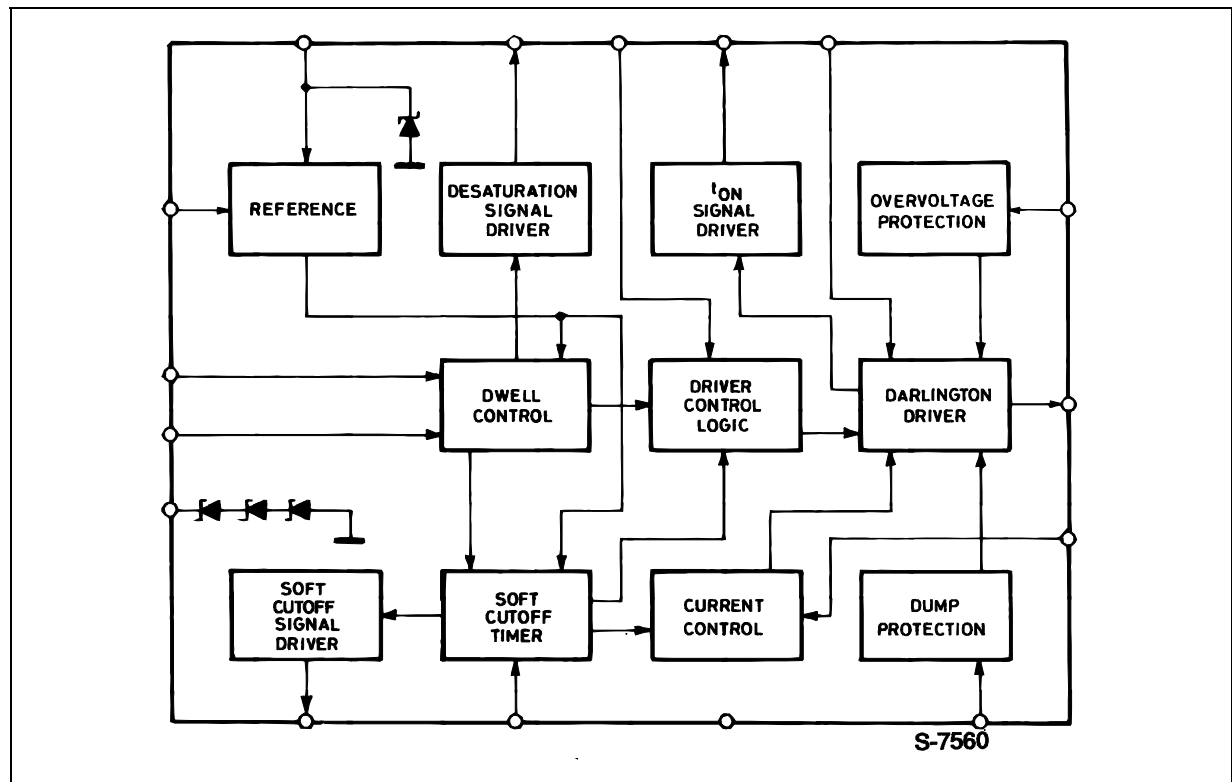 REFERENCE
DESATURATION
SIGNAL
DRIVER
tON
SIGNAL
DRIVER
OVERVOLTAGE
PROTECTION
DWELL
CONTROL
DRIVER
CONTROL
LOGIC
DARLINGTON
DRIVER
SOFT
CUTOFF
SIGNAL
DRIVER
SOFT
CUTOFF
TIMER
CURRENT
CONTROL
DUMP
PROTECTION
S-7560